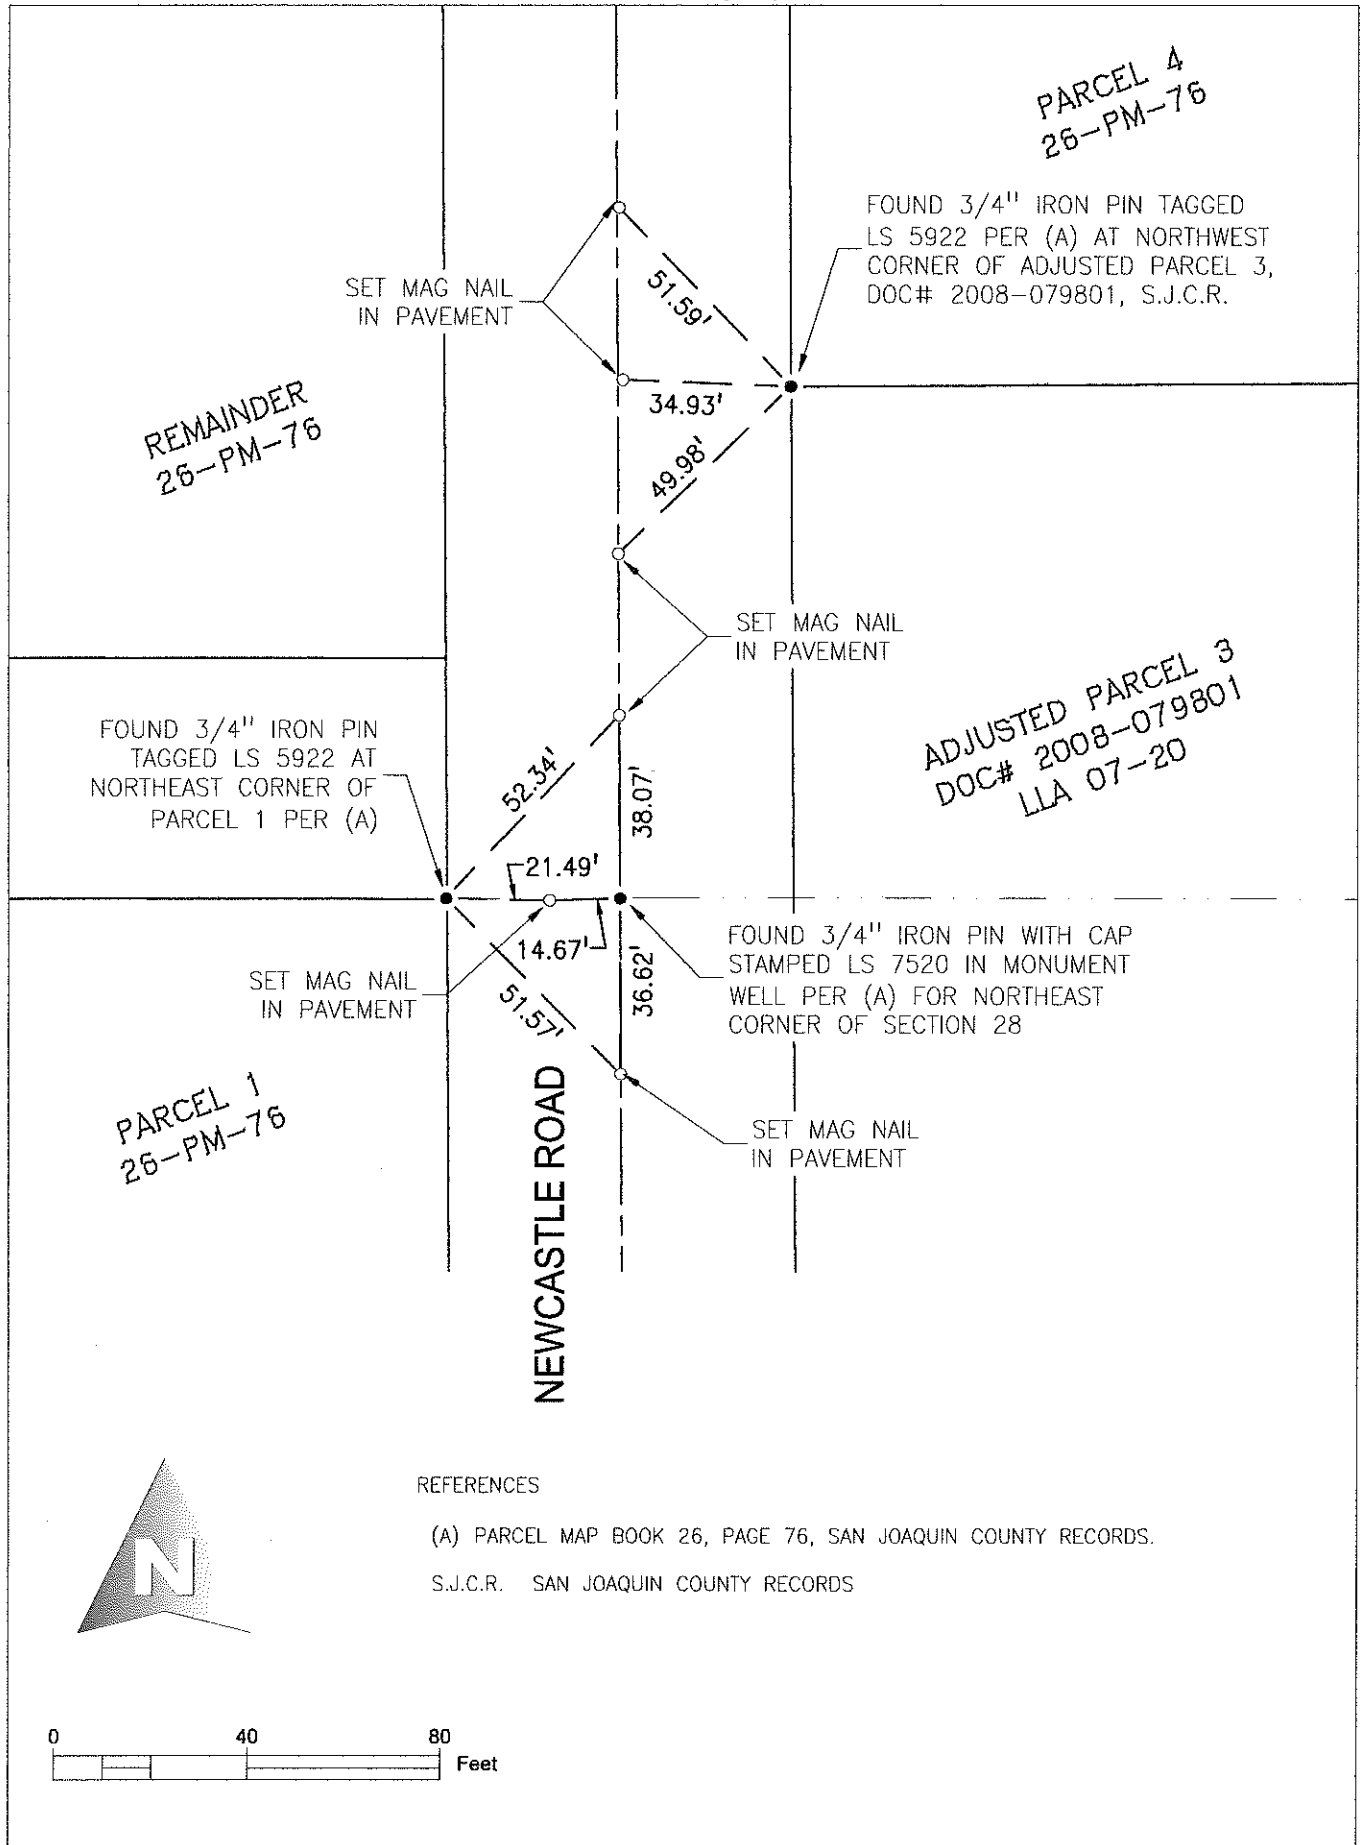 PARCEL 4
26-PM-76
FOUND 3/4" IRON PIN TAGGED
LS 5922 PER (A) AT NORTHWEST
CORNER OF ADJUSTED PARCEL 3,
DOC# 2008-079801, S.J.C.R.
SET MAG NAIL
IN PAVEMENT
51.59'
34.93'
REMAINDER
26-PM-76
49.98'
SET MAG NAIL
IN PAVEMENT
ADJUSTED PARCEL 3
DOC# 2008-079801
LLA 07-20
FOUND 3/4" IRON PIN
TAGGED LS 5922 AT
NORTHEAST CORNER OF
PARCEL 1 PER (A)
52.34'
38.07'
21.49'
14.67'
FOUND 3/4" IRON PIN WITH CAP
STAMPED LS 7520 IN MONUMENT
WELL PER (A) FOR NORTHEAST
CORNER OF SECTION 28
SET MAG NAIL
IN PAVEMENT
51.57'
36.62'
PARCEL 1
26-PM-76
SET MAG NAIL
IN PAVEMENT
NEWCASTLE ROAD
N
REFERENCES
(A) PARCEL MAP BOOK 26, PAGE 76, SAN JOAQUIN COUNTY RECORDS.
S.J.C.R. SAN JOAQUIN COUNTY RECORDS
0 40 80
Feet